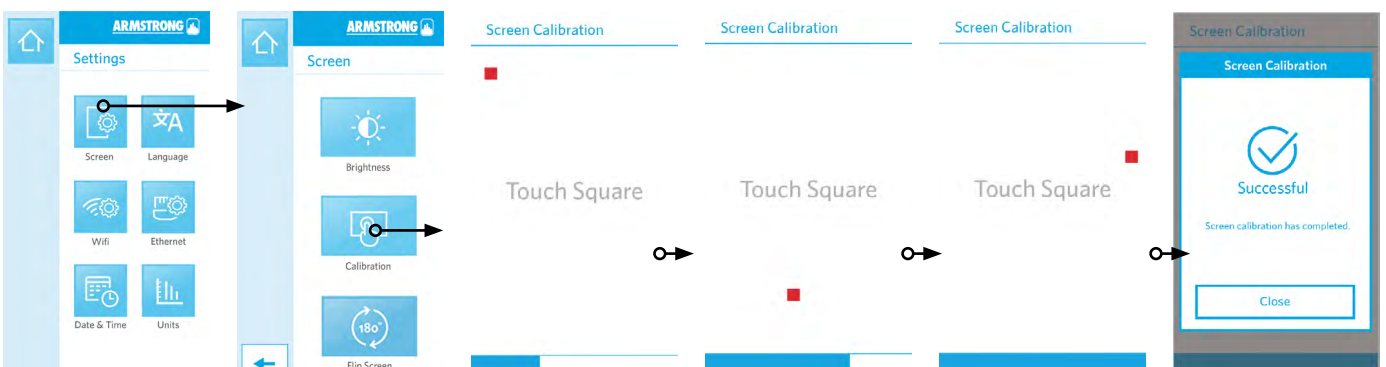 ARMSTRONG
Settings
Screen
文A
Language
Wifi
Ethernet
Date & Time
Units
ARMSTRONG
Screen
Brightness
Calibration
180°
Flip Screen
Screen Calibration
Touch Square
Screen Calibration
Touch Square
Screen Calibration
Touch Square
Screen Calibration
Screen Calibration
Successful
Screen calibration has completed.
Close